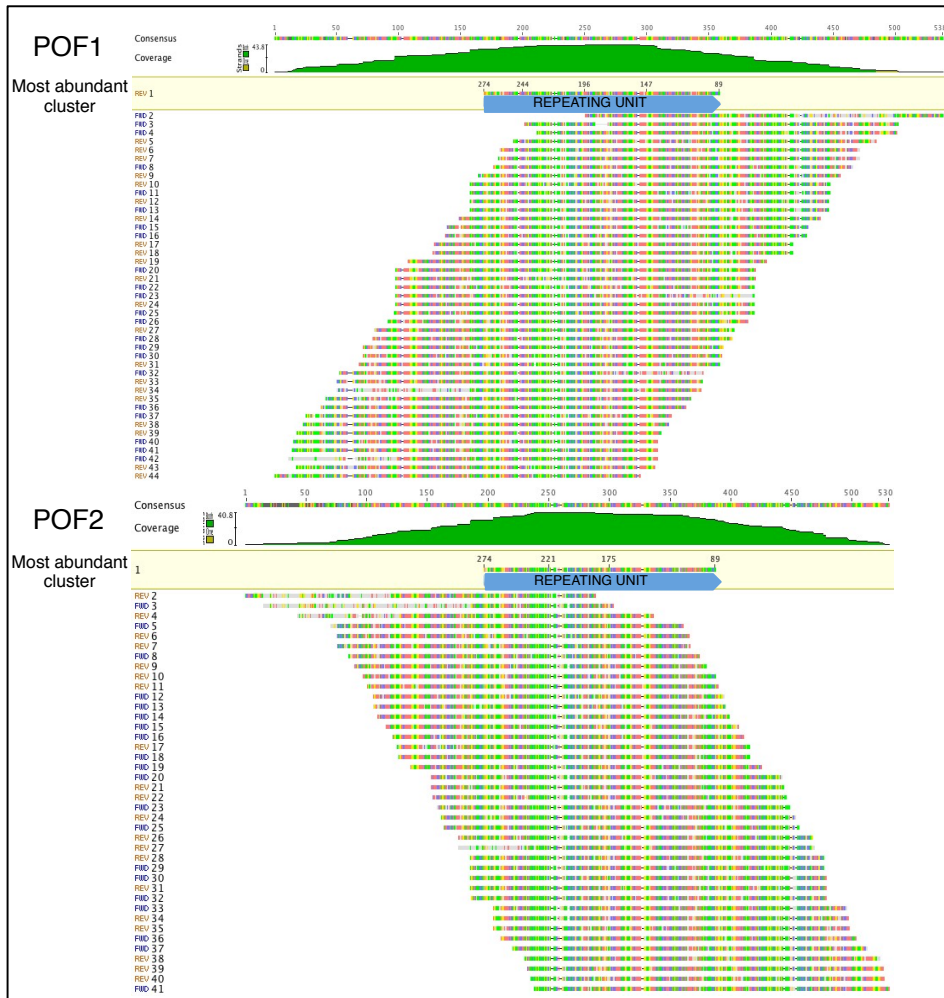 1 50 100 150 200 250 300 350 400 450 500 530
POF1
Consensus
43.8
Coverage
0
Most abundant
cluster
274 244 196 147 89
REV 1
REPEATING UNIT
FWD 2
FWD 3
FWD 4
REV 5
REV 6
REV 7
FWD 8
REV 9
REV 10
FWD 11
REV 12
FWD 13
REV 14
FWD 15
FWD 16
REV 17
REV 18
REV 19
FWD 20
REV 21
FWD 22
FWD 23
REV 24
FWD 25
FWD 26
REV 27
FWD 28
FWD 29
FWD 30
REV 31
FWD 32
REV 33
REV 34
REV 35
FWD 36
FWD 37
REV 38
REV 39
FWD 40
FWD 41
FWD 42
REV 43
REV 44
1 50 100 150 200 250 300 350 400 450 500 530
Consensus
POF2
40.8
Coverage
0
Most abundant
cluster
274 221 175 89
1
REPEATING UNIT
REV 2
FWD 3
REV 4
FWD 5
REV 6
REV 7
FWD 8
REV 9
REV 10
REV 11
FWD 12
FWD 13
FWD 14
REV 15
FWD 16
REV 17
FWD 18
FWD 19
FWD 20
REV 21
REV 22
FWD 23
REV 24
FWD 25
REV 26
REV 27
REV 28
FWD 29
FWD 30
REV 31
FWD 32
FWD 33
REV 34
REV 35
FWD 36
FWD 37
REV 38
REV 39
REV 40
FWD 41